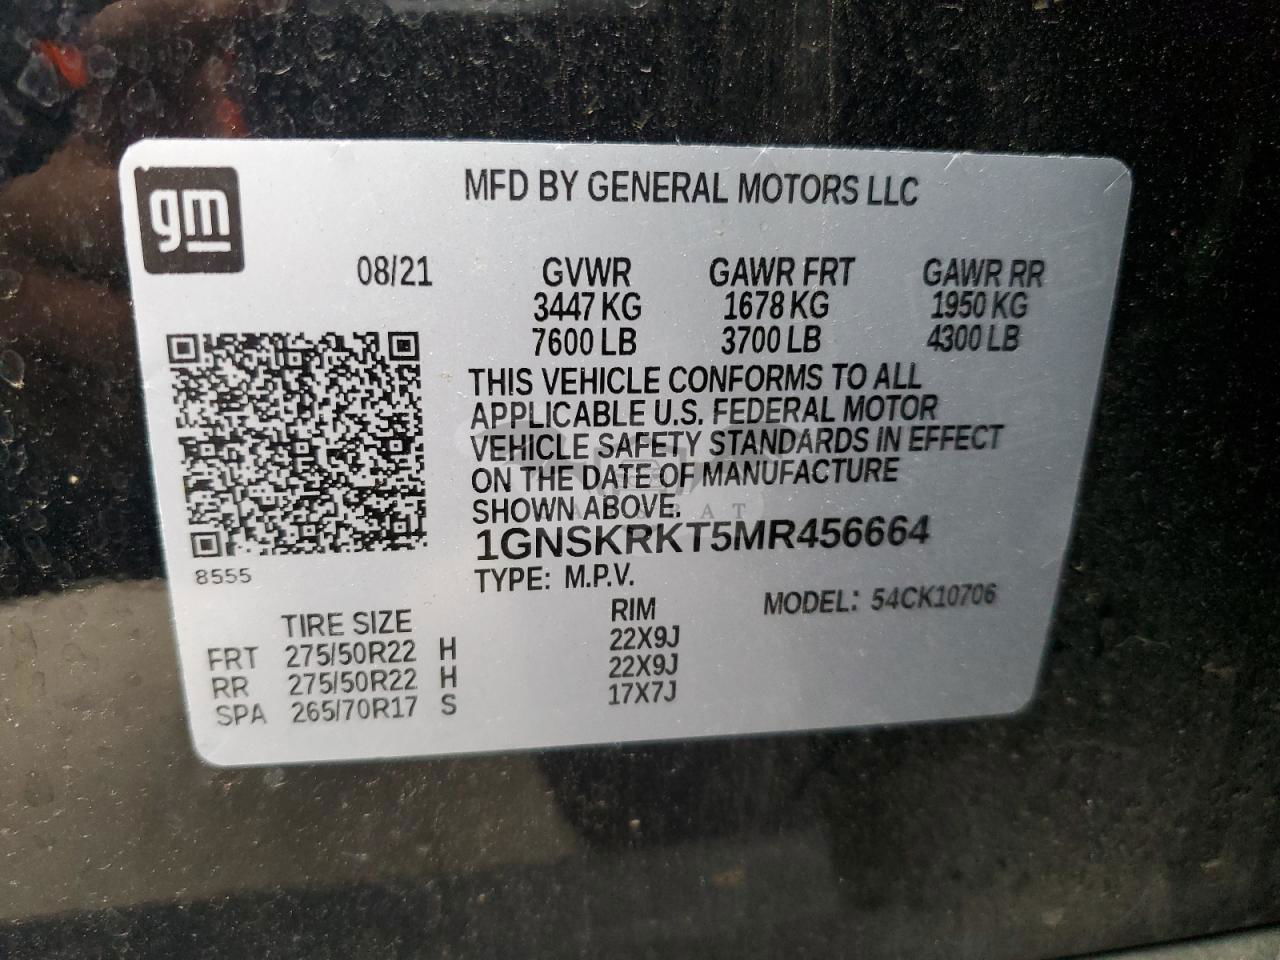 gm
MFD BY GENERAL MOTORS LLC
08/21 GVWR GAWR FRT GAWR RR
3447 KG 1678 KG 1950 KG
7600 LB 3700 LB 4300 LB
THIS VEHICLE CONFORMS TO ALL
APPLICABLE U.S. FEDERAL MOTOR
VEHICLE SAFETY STANDARDS IN EFFECT
ON THE DATE OF MANUFACTURE
SHOWN ABOVE.
1GNSKRKT5MR456664
8555
TYPE: M.P.V. MODEL: 54CK10706
TIRE SIZE RIM
FRT 275/50R22 H 22X9J
RR 275/50R22 H 22X9J
SPA 265/70R17 S 17X7J